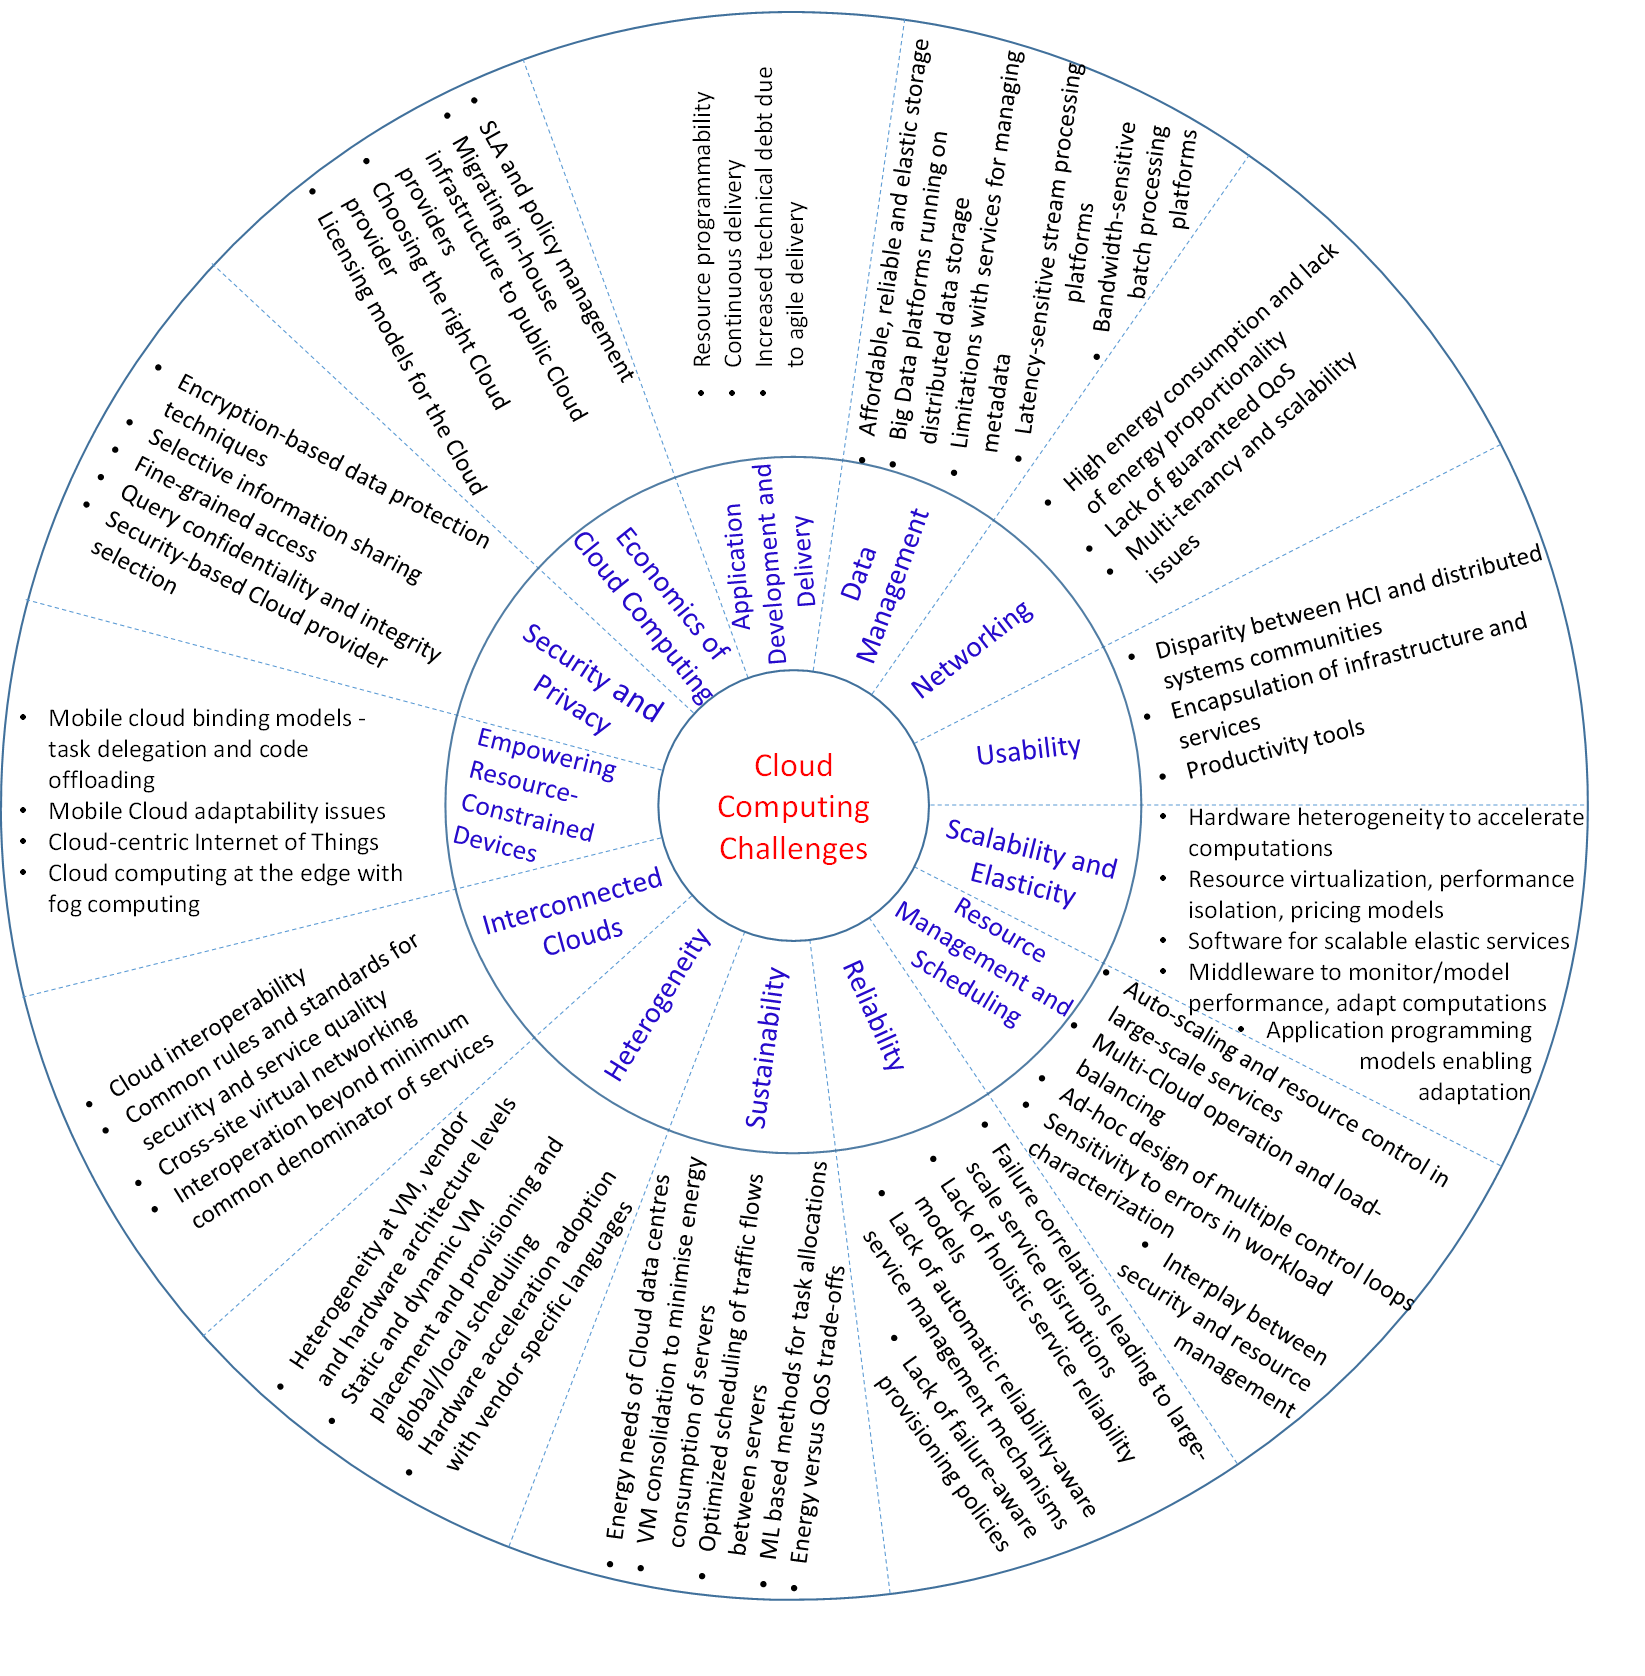 Cloud
Computing
Challenges
Application
Development and
Delivery
• Resource programmability
• Continuous delivery
• Increased technical debt due
to agile delivery
Data
Management
• Affordable, reliable and elastic storage
• Big Data platforms running on
distributed data storage
• Limitations with services for managing
metadata
• Latency-sensitive stream processing
platforms
• Bandwidth-sensitive
batch processing
platforms
Networking
• High energy consumption and lack
of energy proportionality
• Lack of guaranteed QoS
• Multi-tenancy and scalability
issues
Usability
• Disparity between HCI and distributed
systems communities
• Encapsulation of infrastructure and
services
• Productivity tools
Scalability and
Elasticity
• Hardware heterogeneity to accelerate
computations
• Resource virtualization, performance
isolation, pricing models
• Software for scalable elastic services
• Middleware to monitor/model
performance, adapt computations
• Application programming
models enabling
adaptation
Resource
Management and
Scheduling
• Auto-scaling and resource control in
large-scale services
• Multi-Cloud operation and load-
balancing
• Ad-hoc design of multiple control loops
• Sensitivity to errors in workload
characterization
• Interplay between
security and resource
management
Reliability
• Failure correlations leading to large-
scale service disruptions
• Lack of holistic service reliability
models
• Lack of automatic reliability-aware
service management mechanisms
• Lack of failure-aware
provisioning policies
Sustainability
• Energy needs of Cloud data centres
• VM consolidation to minimise energy
consumption of servers
• Optimized scheduling of traffic flows
between servers
• ML based methods for task allocations
• Energy versus QoS trade-offs
Heterogeneity
• Heterogeneity at VM, vendor
and hardware architecture levels
• Static and dynamic VM
placement and provisioning and
global/local scheduling
• Hardware acceleration adoption
with vendor specific languages
Interconnected
Clouds
• Cloud interoperability
• Common rules and standards for
security and service quality
• Cross-site virtual networking
• Interoperation beyond minimum
common denominator of services
Empowering
Resource-
Constrained
Devices
• Mobile cloud binding models -
task delegation and code
offloading
• Mobile Cloud adaptability issues
• Cloud-centric Internet of Things
• Cloud computing at the edge with
fog computing
Security and
Privacy
• Encryption-based data protection
techniques
• Selective information sharing
• Fine-grained access
• Query confidentiality and integrity
• Security-based Cloud provider
selection
Economics of
Cloud Computing
• SLA and policy management
• Migrating in-house
infrastructure to public Cloud
providers
• Choosing the right Cloud
provider
• Licensing models for the Cloud